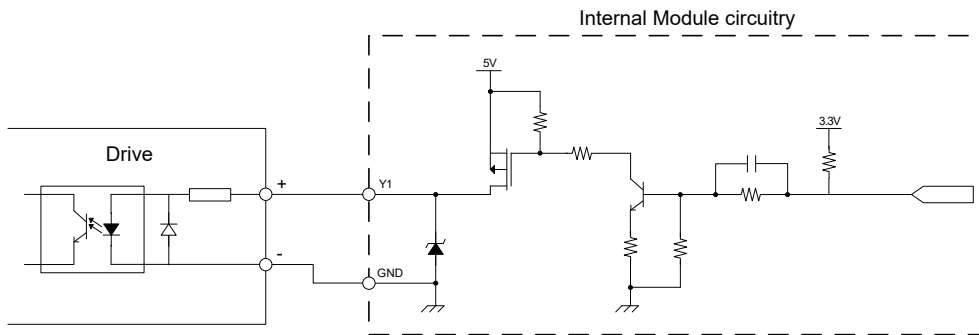 Internal Module circuitry
5V
3.3V
Drive
+
Y1
-
GND